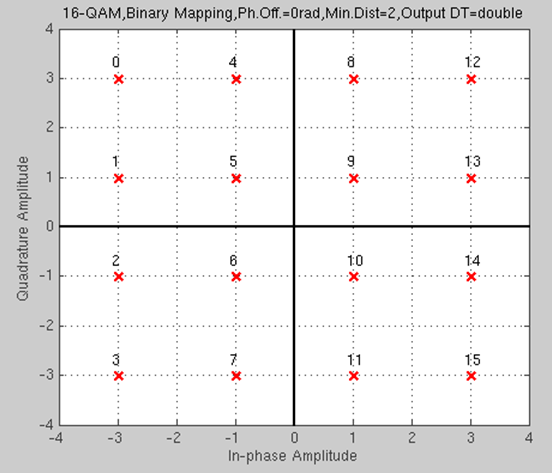 16-QAM,Binary Mapping,Ph.Off.=0rad,Min.Dist=2,Output DT=double
4
0 4 8 12
3
2
1 5 9 13
1
Quadrature Amplitude
0
2 6 10 14
-1
-2
3 7 11 15
-3
-4
-4 -3 -2 -1 0 1 2 3 4
In-phase Amplitude